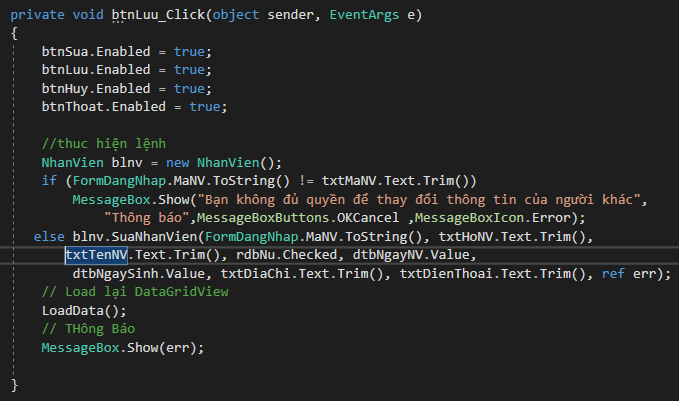 private void btnLuu_Click(object sender, EventArgs e)
{
btnSua.Enabled = true;
btnLuu.Enabled = true;
btnHuy.Enabled = true;
btnThoat.Enabled = true;
//thuc hiện lệnh
NhanVien blnv = new NhanVien();
if (FormDangNhap.MaNV.ToString() != txtMaNV.Text.Trim())
MessageBox.Show("Bạn không đủ quyền để thay đổi thông tin của người khác",
"Thông báo",MessageBoxButtons.OKCancel ,MessageBoxIcon.Error);
else blnv.SuaNhanVien(FormDangNhap.MaNV.ToString(), txtHoNV.Text.Trim(),
txtTenNV.Text.Trim(), rdbNu.Checked, dtbNgayNV.Value,
dtbNgaySinh.Value, txtDiaChi.Text.Trim(), txtDienThoai.Text.Trim(), ref err);
// Load lại DataGridView
LoadData();
// THông Báo
MessageBox.Show(err);
}